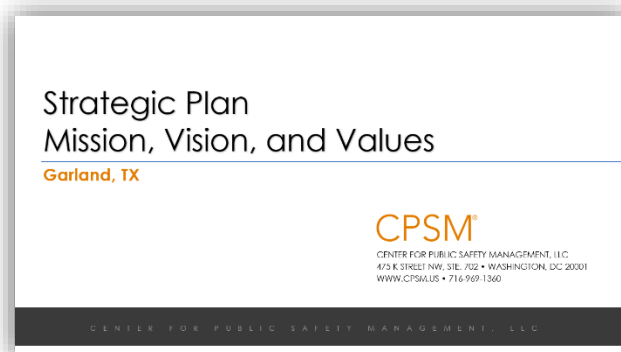 Strategic Plan
Mission, Vision, and Values
Garland, TX
CPSM®
CENTER FOR PUBLIC SAFETY MANAGEMENT, LLC
475 K STREET NW, STE. 702 • WASHINGTON, DC 20001
WWW.CPSM.US • 716-969-1360
CENTER FOR PUBLIC SAFETY MANAGEMENT, LLC